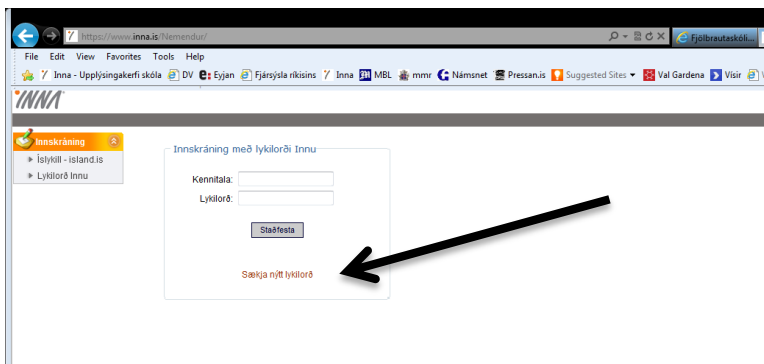 https://www.inna.is/Nemendur/
Fjölbrautaskóli...
File Edit View Favorites Tools Help
Inna - Upplýsingakerfi skóla DV Eyjan Fjársýsla ríkisins Inna MBL mmr Námsnet Pressan.is Suggested Sites Val Gardena Vísir
INNA
Innskráning
Íslykill - island.is
Lykilorð Innu
Innskráning með lykilorði Innu
Kennitala:
Lykilorð:
Staðfesta
Sækja nýtt lykilorð